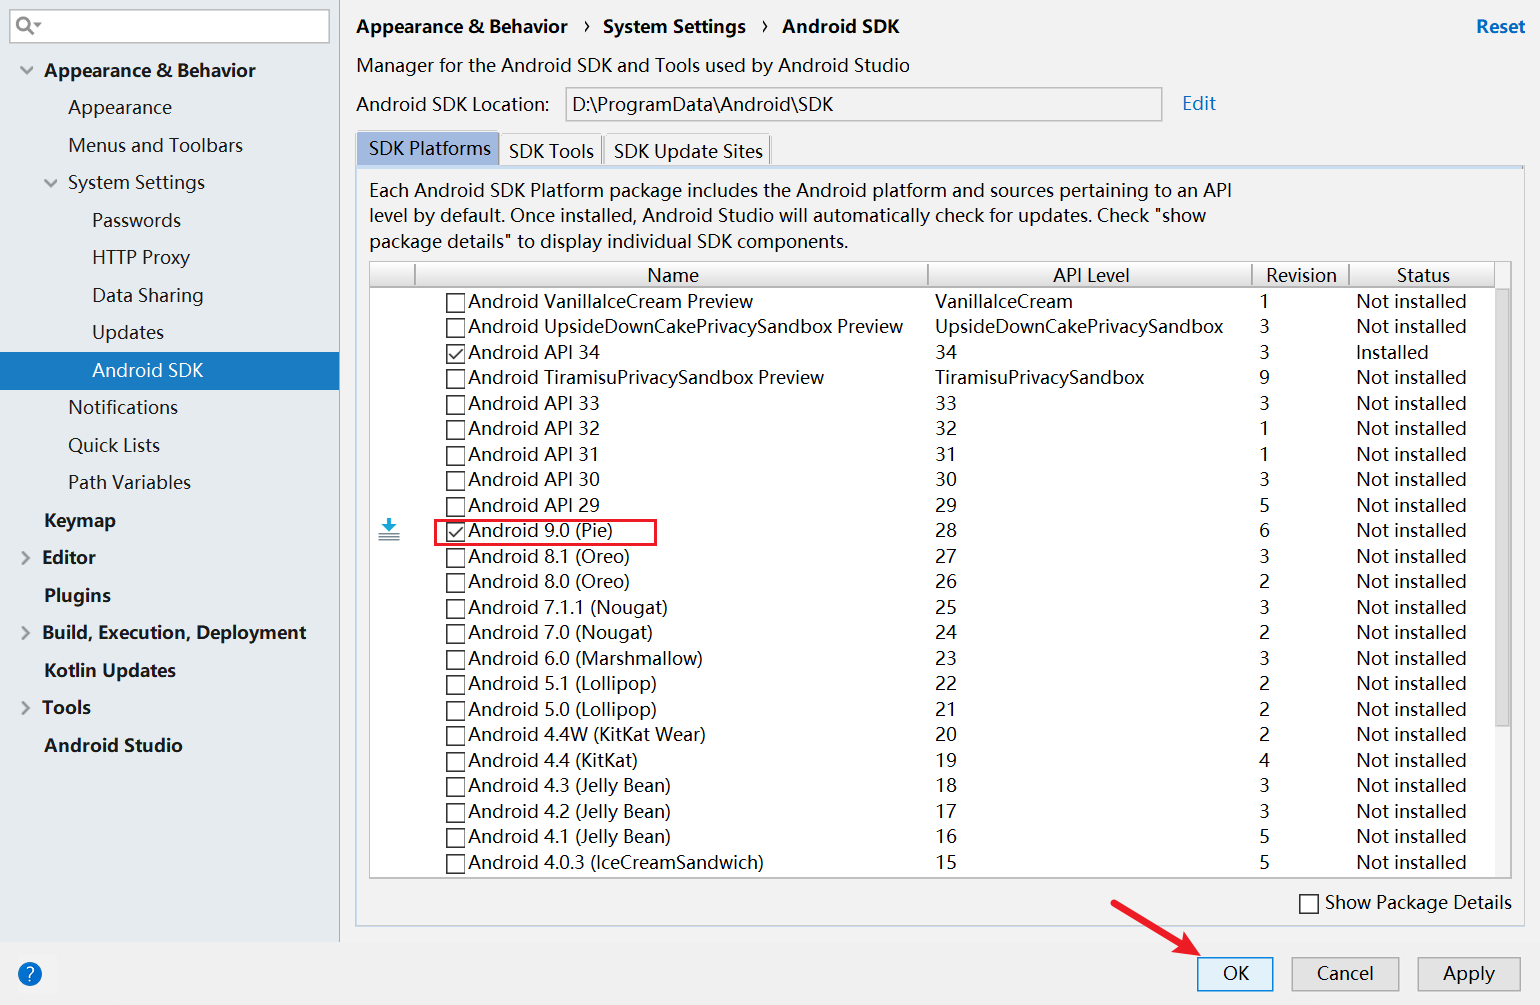 Appearance & Behavior
Appearance
Menus and Toolbars
System Settings
Passwords
HTTP Proxy
Data Sharing
Updates
Android SDK
Notifications
Quick Lists
Path Variables
Keymap
Editor
Plugins
Build, Execution, Deployment
Kotlin Updates
Tools
Android Studio
Appearance & Behavior › System Settings › Android SDK
Reset
Manager for the Android SDK and Tools used by Android Studio
Android SDK Location: D:\ProgramData\Android\SDK Edit
SDK Platforms SDK Tools SDK Update Sites
Each Android SDK Platform package includes the Android platform and sources pertaining to an API
level by default. Once installed, Android Studio will automatically check for updates. Check "show
package details" to display individual SDK components.
Name API Level Revision Status
Android VanillaIceCream Preview VanillaIceCream 1 Not installed
Android UpsideDownCakePrivacySandbox Preview UpsideDownCakePrivacySandbox 3 Not installed
Android API 34 34 3 Installed
Android TiramisuPrivacySandbox Preview TiramisuPrivacySandbox 9 Not installed
Android API 33 33 3 Not installed
Android API 32 32 1 Not installed
Android API 31 31 1 Not installed
Android API 30 30 3 Not installed
Android API 29 29 5 Not installed
Android 9.0 (Pie) 28 6 Not installed
Android 8.1 (Oreo) 27 3 Not installed
Android 8.0 (Oreo) 26 2 Not installed
Android 7.1.1 (Nougat) 25 3 Not installed
Android 7.0 (Nougat) 24 2 Not installed
Android 6.0 (Marshmallow) 23 3 Not installed
Android 5.1 (Lollipop) 22 2 Not installed
Android 5.0 (Lollipop) 21 2 Not installed
Android 4.4W (KitKat Wear) 20 2 Not installed
Android 4.4 (KitKat) 19 4 Not installed
Android 4.3 (Jelly Bean) 18 3 Not installed
Android 4.2 (Jelly Bean) 17 3 Not installed
Android 4.1 (Jelly Bean) 16 5 Not installed
Android 4.0.3 (IceCreamSandwich) 15 5 Not installed
Show Package Details
? OK Cancel Apply